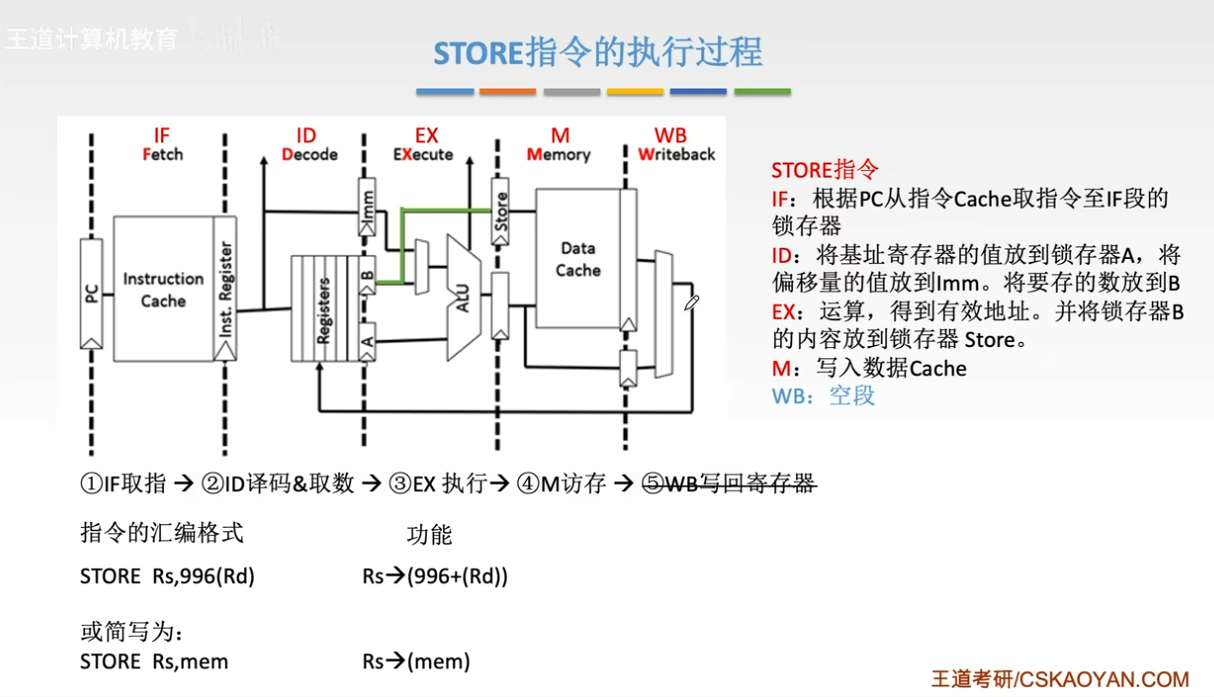 王道计算机教育
STORE指令的执行过程
IF
Fetch
ID
Decode
EX
EXecute
M
Memory
WB
Writeback
PC
Instruction
Cache
Inst. Register
Registers
Imm
B
A
ALU
Store
Data
Cache
STORE指令
IF：根据PC从指令Cache取指令至IF段的
锁存器
ID：将基址寄存器的值放到锁存器A，将
偏移量的值放到Imm。将要存的数放到B
EX：运算，得到有效地址。并将锁存器B
的内容放到锁存器 Store。
M：写入数据Cache
WB：空段
①IF取指 → ②ID译码&取数 → ③EX 执行→ ④M访存 → ⑤WB写回寄存器
指令的汇编格式 功能
STORE Rs,996(Rd) Rs→(996+(Rd))
或简写为：
STORE Rs,mem Rs→(mem)
王道考研/CSKAOYAN.COM